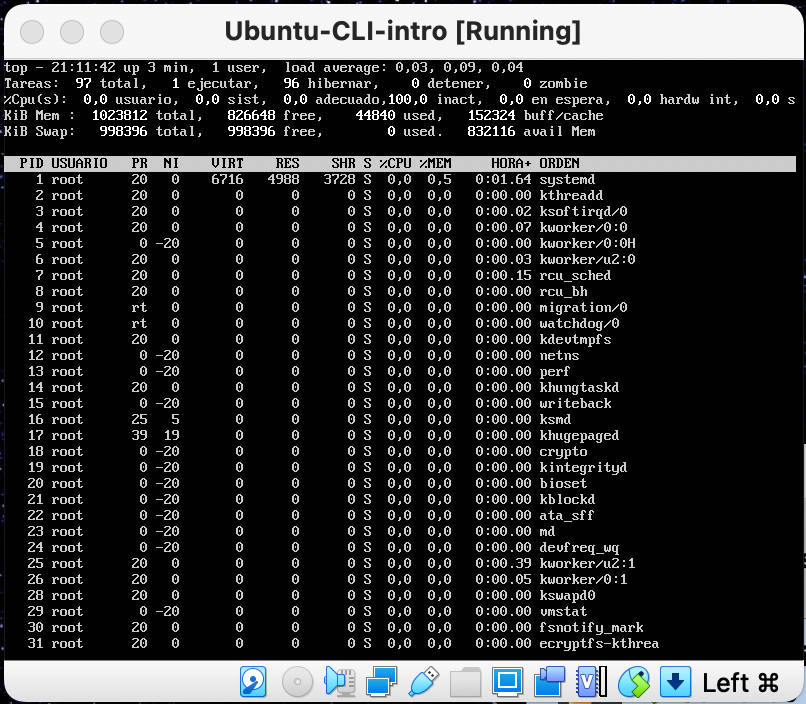 Ubuntu-CLI-intro [Running]
top - 21:11:42 up 3 min,  1 user,  load average: 0,03, 0,09, 0,04
Tareas:  97 total,   1 ejecutar,  96 hibernar,   0 detener,   0 zombie
%Cpu(s):  0,0 usuario,  0,0 sist,  0,0 adecuado,100,0 inact,  0,0 en espera,  0,0 hardw int,  0,0 s
KiB Mem :  1023812 total,   826648 free,    44840 used,   152324 buff/cache
KiB Swap:   998396 total,   998396 free,        0 used.   832116 avail Mem
PID USUARIO   PR  NI    VIRT    RES    SHR S %CPU %MEM     HORA+ ORDEN
1 root      20   0    6716   4988   3728 S  0,0  0,5   0:01.64 systemd
2 root      20   0       0      0      0 S  0,0  0,0   0:00.00 kthreadd
3 root      20   0       0      0      0 S  0,0  0,0   0:00.02 ksoftirqd/0
4 root      20   0       0      0      0 S  0,0  0,0   0:00.07 kworker/0:0
5 root       0 -20       0      0      0 S  0,0  0,0   0:00.00 kworker/0:0H
6 root      20   0       0      0      0 S  0,0  0,0   0:00.03 kworker/u2:0
7 root      20   0       0      0      0 S  0,0  0,0   0:00.15 rcu_sched
8 root      20   0       0      0      0 S  0,0  0,0   0:00.00 rcu_bh
9 root      rt   0       0      0      0 S  0,0  0,0   0:00.00 migration/0
10 root      rt   0       0      0      0 S  0,0  0,0   0:00.00 watchdog/0
11 root      20   0       0      0      0 S  0,0  0,0   0:00.00 kdevtmpfs
12 root       0 -20       0      0      0 S  0,0  0,0   0:00.00 netns
13 root       0 -20       0      0      0 S  0,0  0,0   0:00.00 perf
14 root      20   0       0      0      0 S  0,0  0,0   0:00.00 khungtaskd
15 root       0 -20       0      0      0 S  0,0  0,0   0:00.00 writeback
16 root      25   5       0      0      0 S  0,0  0,0   0:00.00 ksmd
17 root      39  19       0      0      0 S  0,0  0,0   0:00.00 khugepaged
18 root       0 -20       0      0      0 S  0,0  0,0   0:00.00 crypto
19 root       0 -20       0      0      0 S  0,0  0,0   0:00.00 kintegrityd
20 root       0 -20       0      0      0 S  0,0  0,0   0:00.00 bioset
21 root       0 -20       0      0      0 S  0,0  0,0   0:00.00 kblockd
22 root       0 -20       0      0      0 S  0,0  0,0   0:00.00 ata_sff
23 root       0 -20       0      0      0 S  0,0  0,0   0:00.00 md
24 root       0 -20       0      0      0 S  0,0  0,0   0:00.00 devfreq_wq
25 root      20   0       0      0      0 S  0,0  0,0   0:00.39 kworker/u2:1
26 root      20   0       0      0      0 S  0,0  0,0   0:00.05 kworker/0:1
28 root      20   0       0      0      0 S  0,0  0,0   0:00.00 kswapd0
29 root       0 -20       0      0      0 S  0,0  0,0   0:00.00 vmstat
30 root      20   0       0      0      0 S  0,0  0,0   0:00.00 fsnotify_mark
31 root      20   0       0      0      0 S  0,0  0,0   0:00.00 ecryptfs-kthrea
Left ⌘